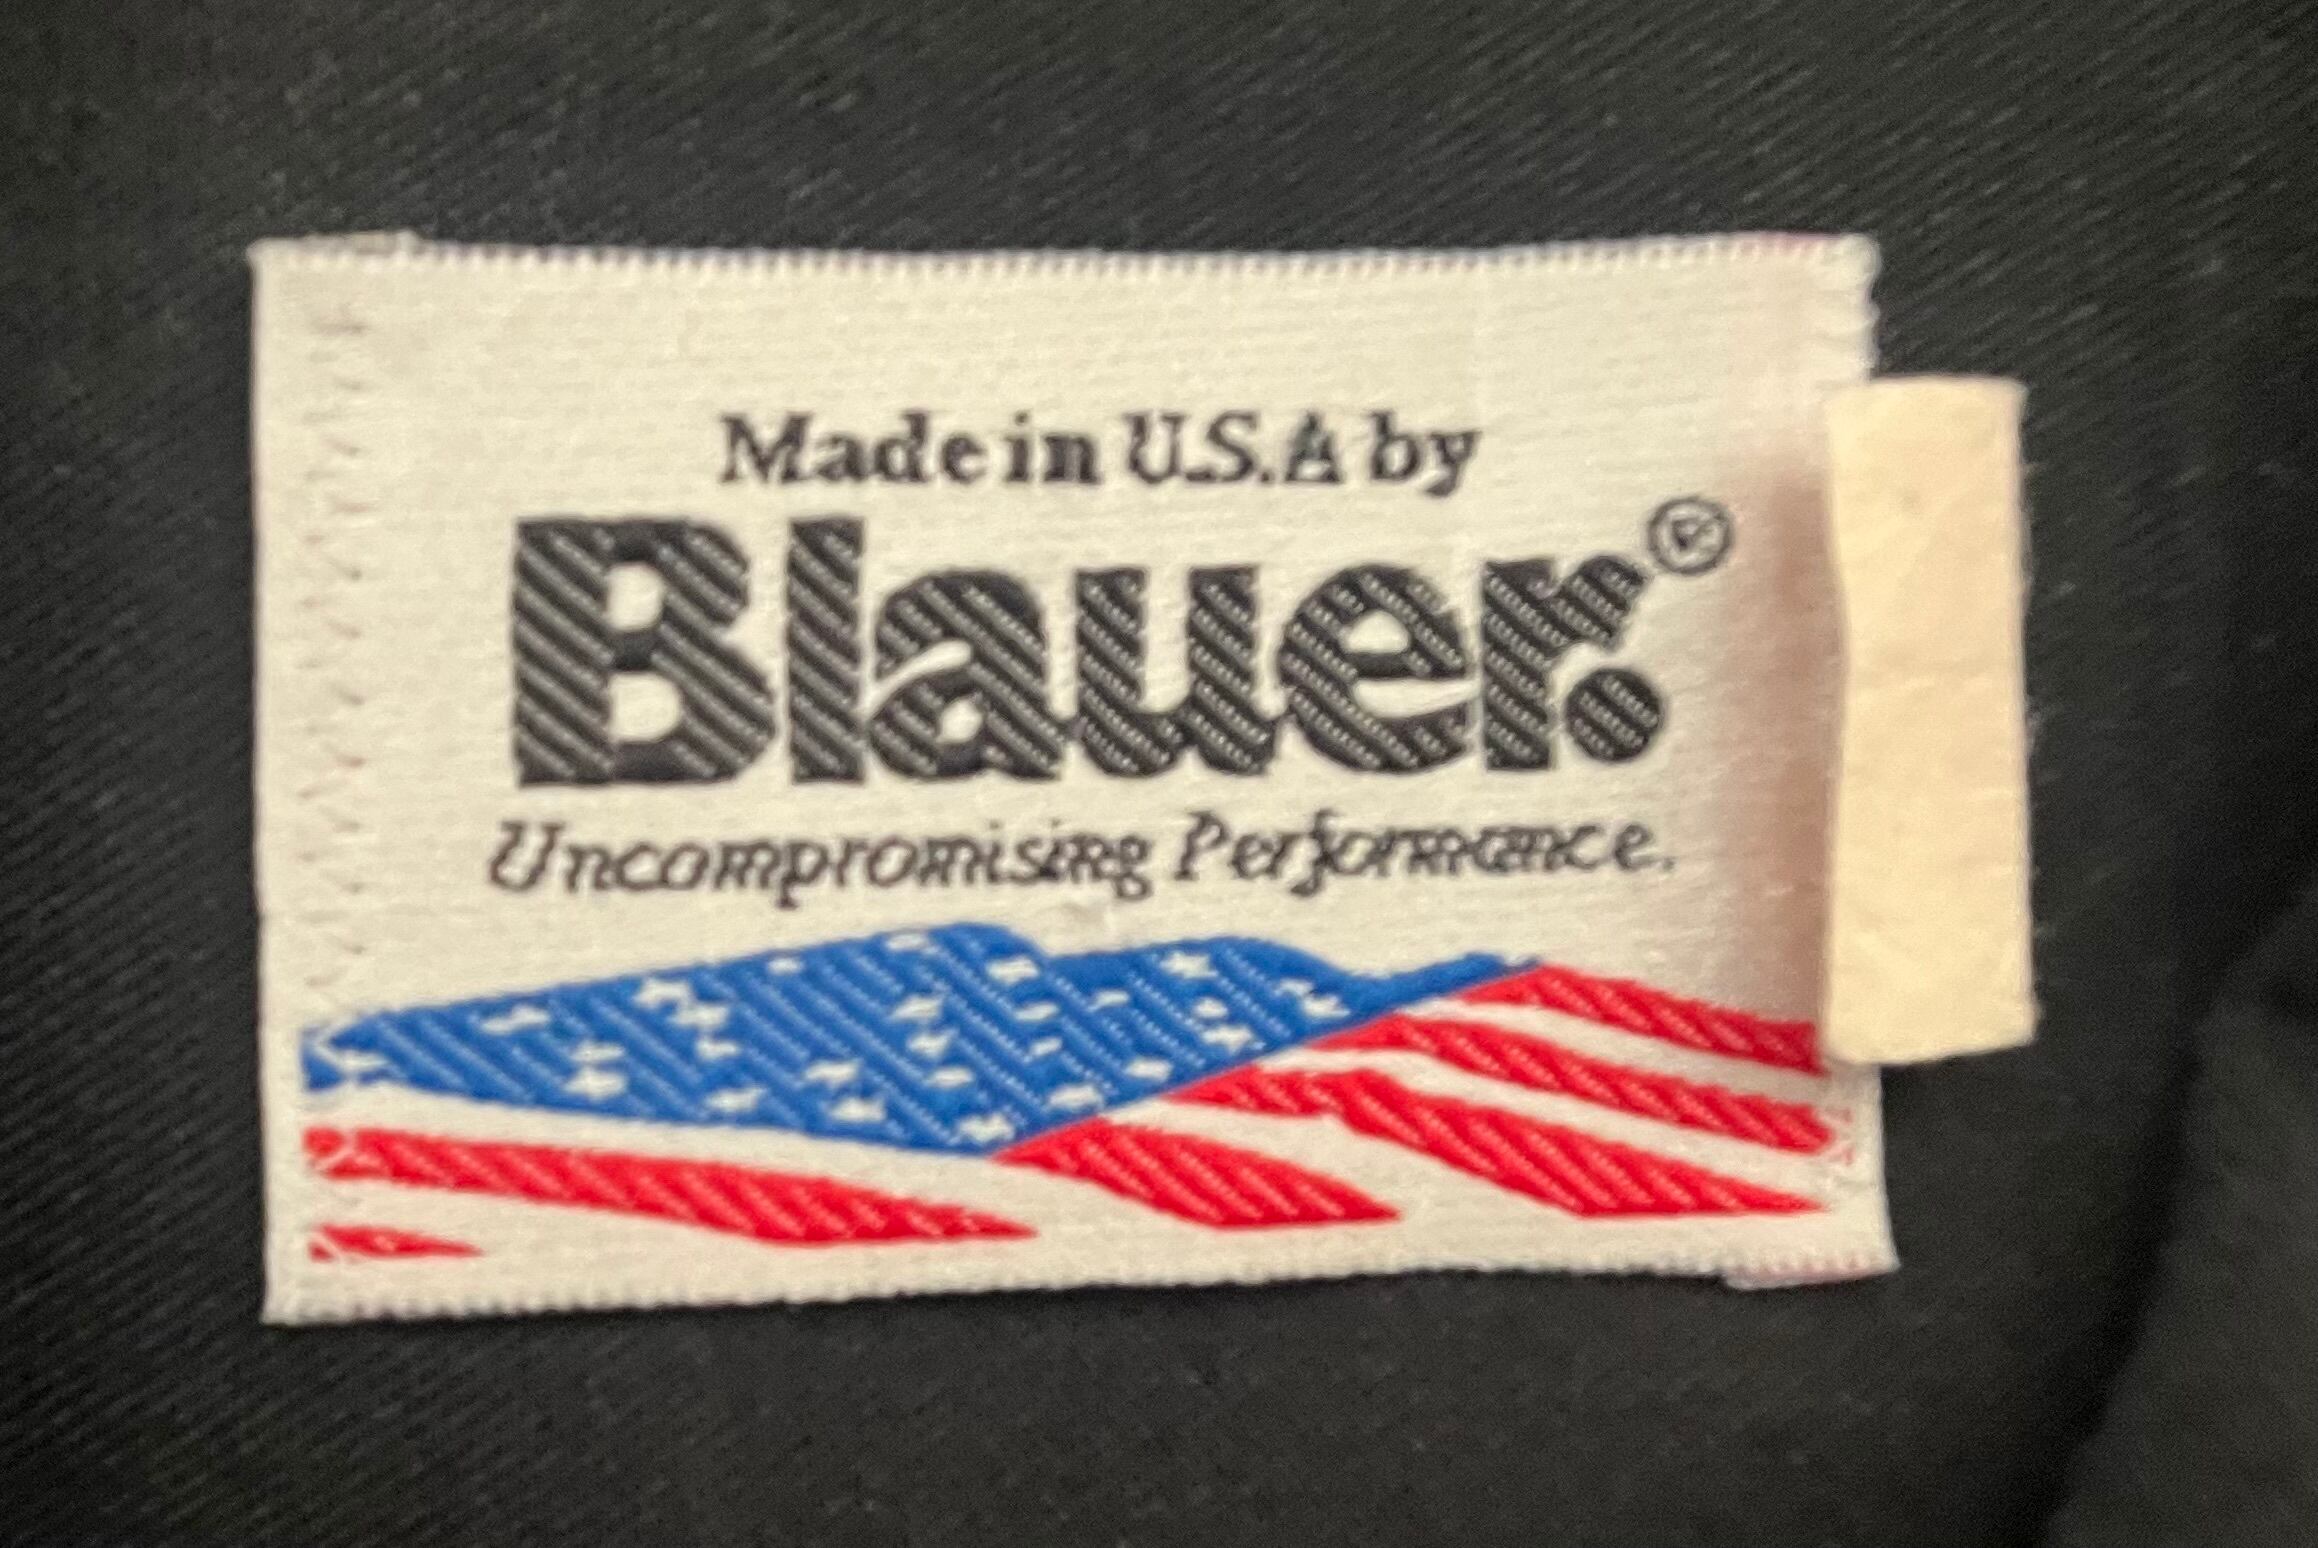 Made in U.S.A by
Blauer.®
Uncompromising Performance.